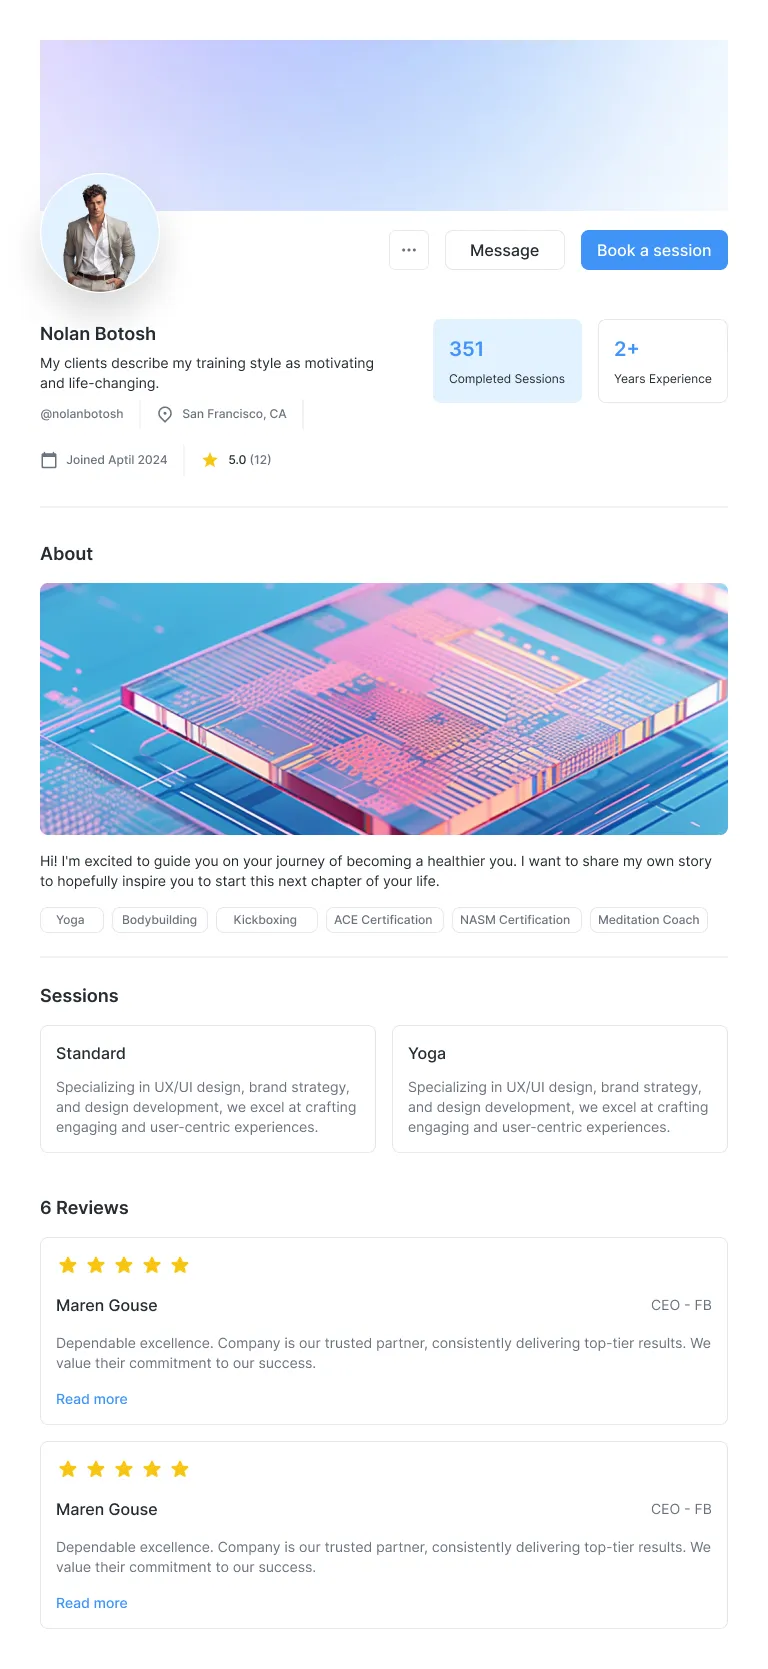 Message
Book a session
Nolan Botosh
My clients describe my training style as motivating
and life-changing.
351
Completed Sessions
2+
Years Experience
@nolanbotosh
San Francisco, CA
Joined Aptil 2024
5.0 (12)
About
Hi! I'm excited to guide you on your journey of becoming a healthier you. I want to share my own story
to hopefully inspire you to start this next chapter of your life.
Yoga
Bodybuilding
Kickboxing
ACE Certification
NASM Certification
Meditation Coach
Sessions
Standard
Specializing in UX/UI design, brand strategy,
and design development, we excel at crafting
engaging and user-centric experiences.
Yoga
Specializing in UX/UI design, brand strategy,
and design development, we excel at crafting
engaging and user-centric experiences.
6 Reviews
Maren Gouse
CEO - FB
Dependable excellence. Company is our trusted partner, consistently delivering top-tier results. We
value their commitment to our success.
Read more
Maren Gouse
CEO - FB
Dependable excellence. Company is our trusted partner, consistently delivering top-tier results. We
value their commitment to our success.
Read more